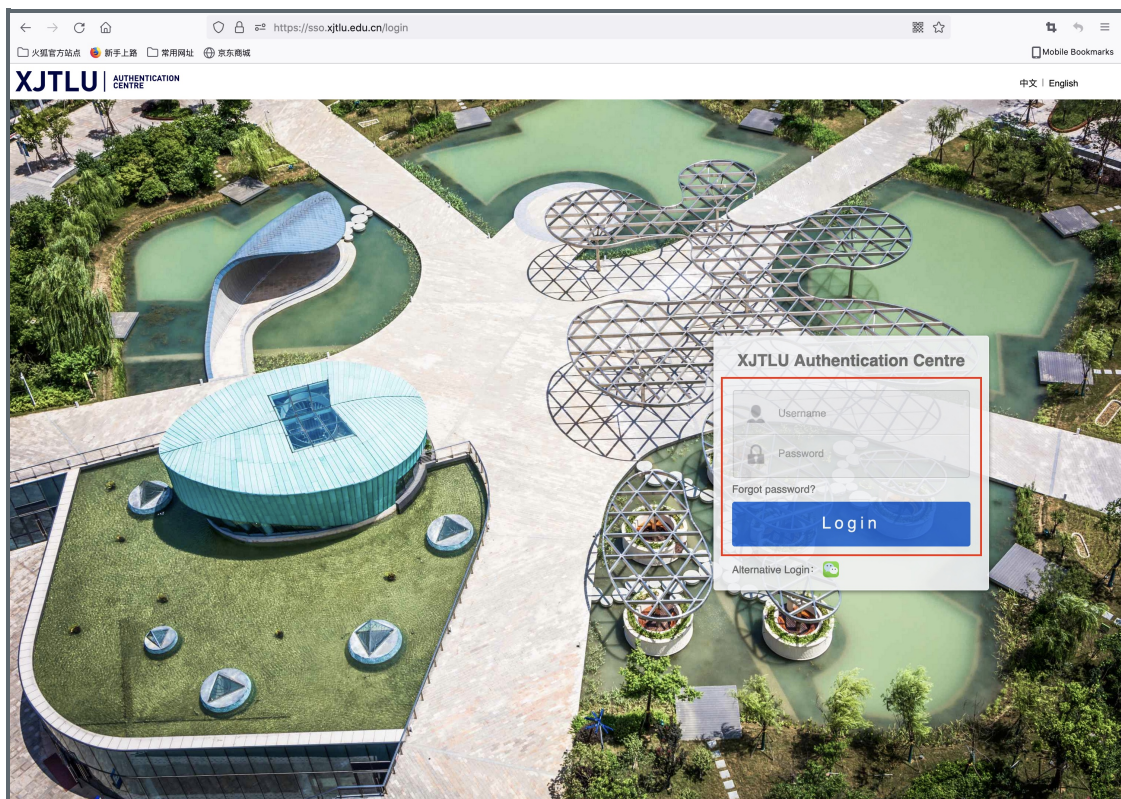 https://sso.xjtlu.edu.cn/login
火狐官方站点 新手上路 常用网址 京东商城 Mobile Bookmarks
XJTLU AUTHENTICATION CENTRE
中文 | English
XJTLU Authentication Centre
Username
Password
Forgot password?
Login
Alternative Login: